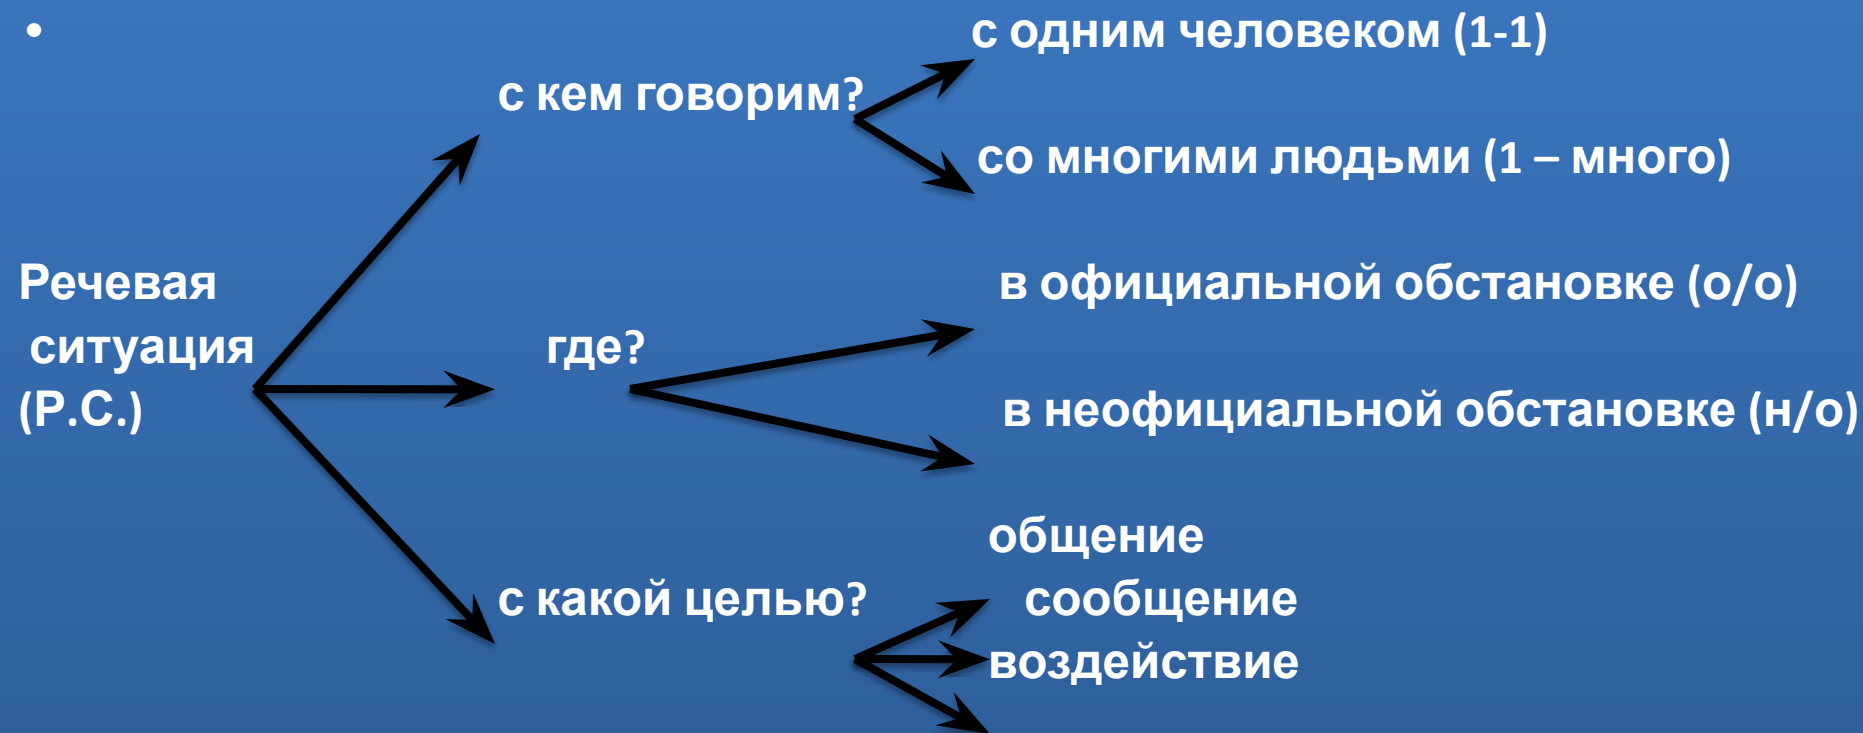 с одним человеком (1-1)
с кем говорим?
со многими людьми (1 – много)
Речевая
в официальной обстановке (о/о)
ситуация
где?
(Р.С.)
в неофициальной обстановке (н/о)
общение
с какой целью?
сообщение
воздействие